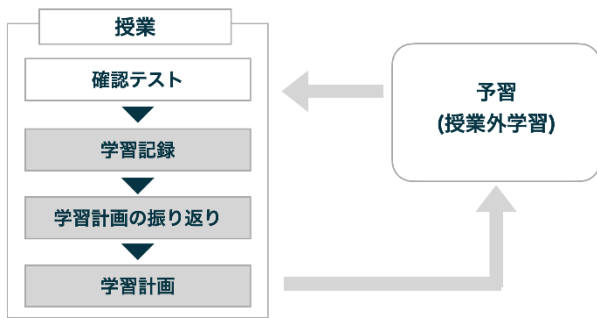 授業
確認テスト
学習記録
学習計画の振り返り
学習計画
予習
(授業外学習)